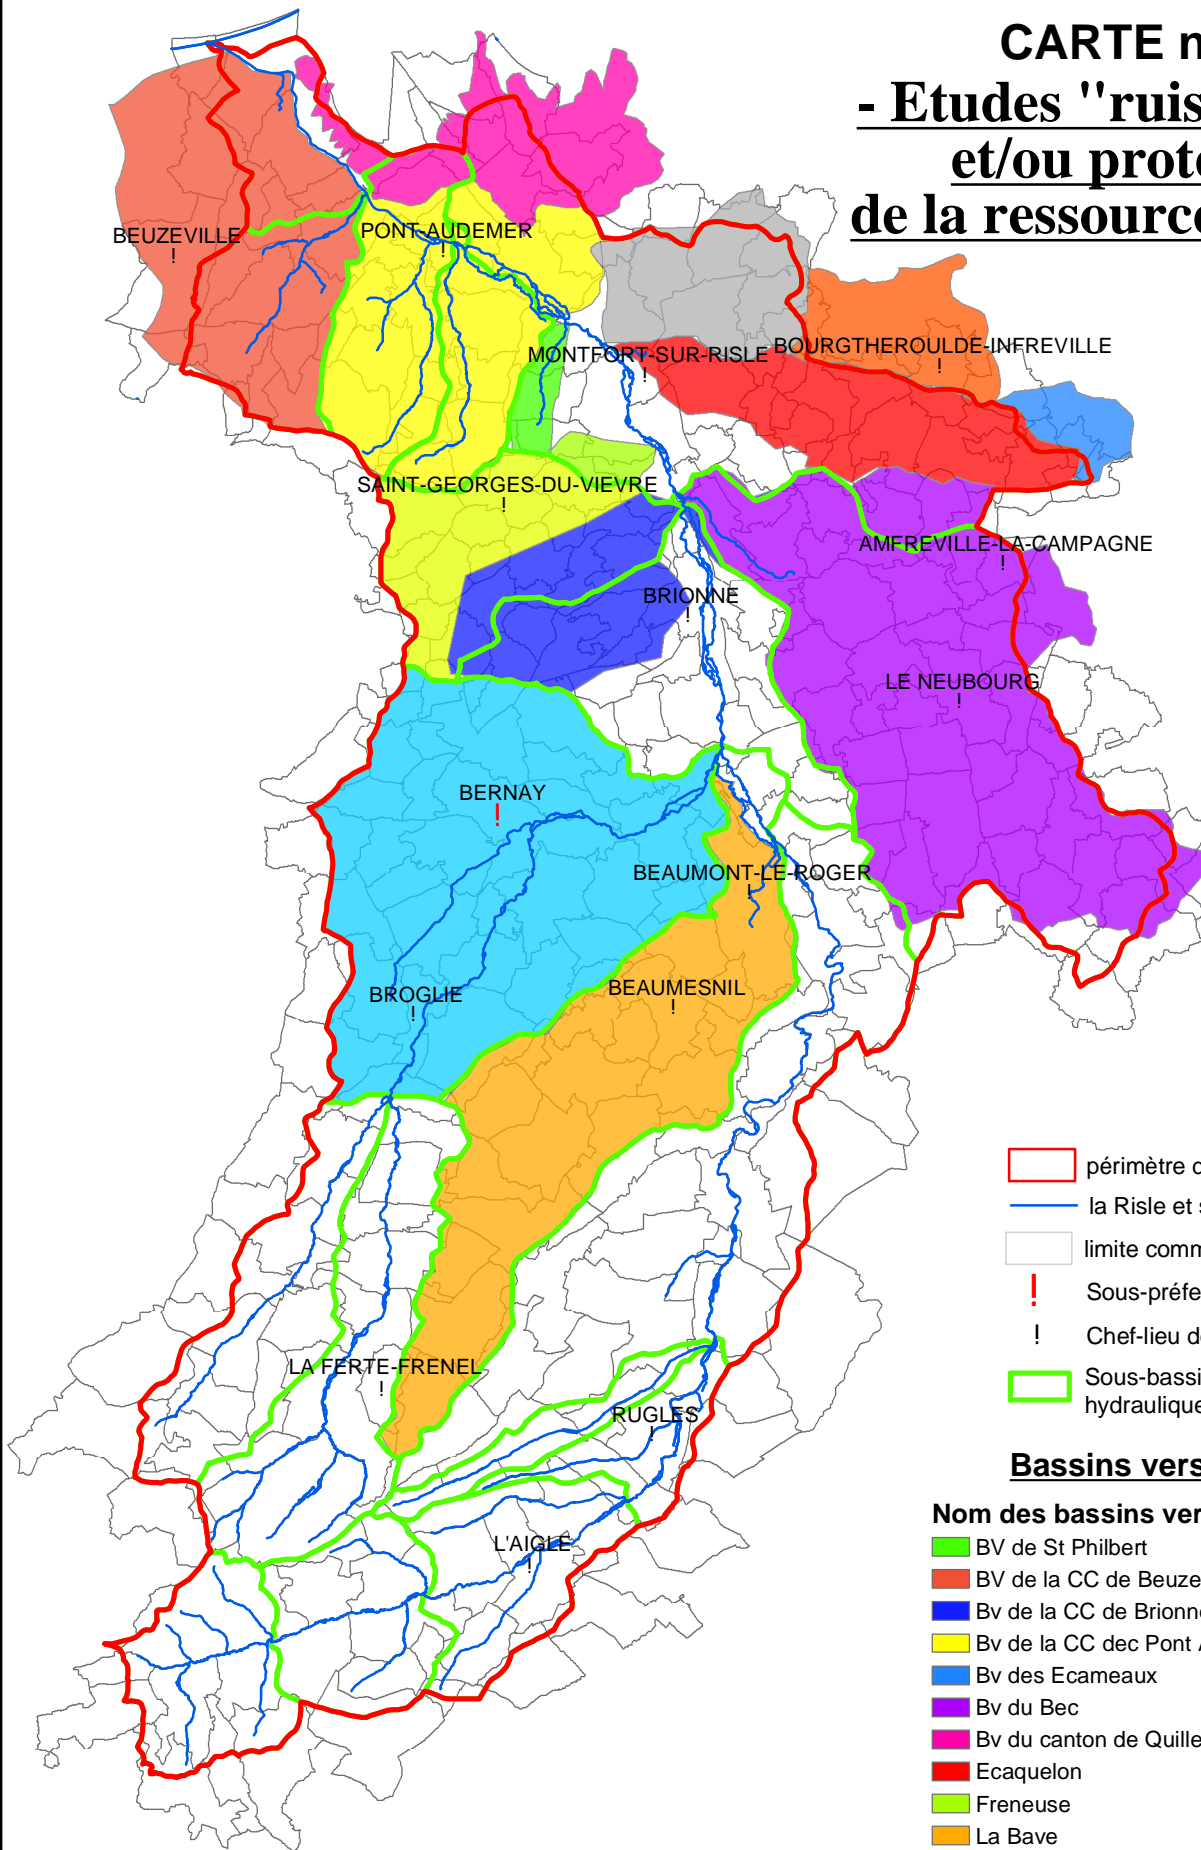 CARTE n
- Etudes "ruis
et/ou prote
de la ressource
BEUZEVILLE
PONT-AUDEMER
MONTFORT-SUR-RISLE
BOURGTHEROULDE-INFREVILLE
SAINT-GEORGES-DU-VIEVRE
AMFREVILLE-LA-CAMPAGNE
BRIONNE
LE NEUBOURG
BERNAY
BEAUMONT-LE-ROGER
BROGLIE
BEAUMESNIL
LA FERTE-FRENEL
RUGLES
L'AIGLE
périmètre d
la Risle et s
limite comm
Sous-préfe
Chef-lieu de
Sous-bassi
hydraulique
Bassins vers
Nom des bassins ver
BV de St Philbert
BV de la CC de Beuze
Bv de la CC de Brionne
Bv de la CC dec Pont A
Bv des Ecameaux
Bv du Bec
Bv du canton de Quille
Ecaquelon
Freneuse
La Bave